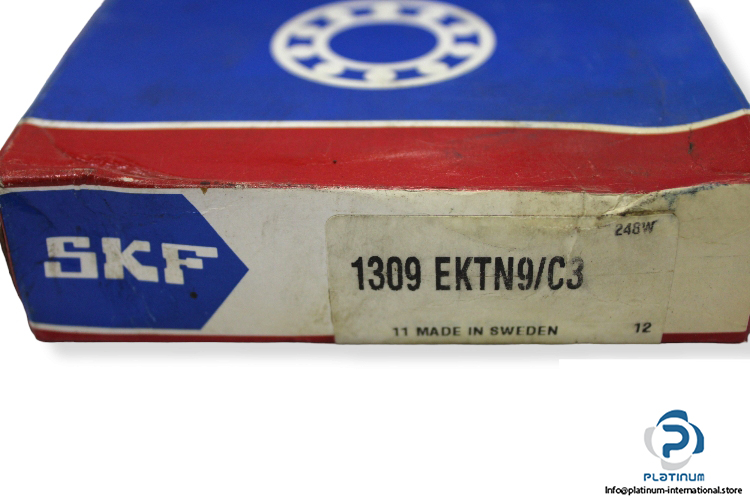 248W
SKF
1309 EKTN9/C3
11 MADE IN SWEDEN 12
PLATINUM
Info@platinum-international.store